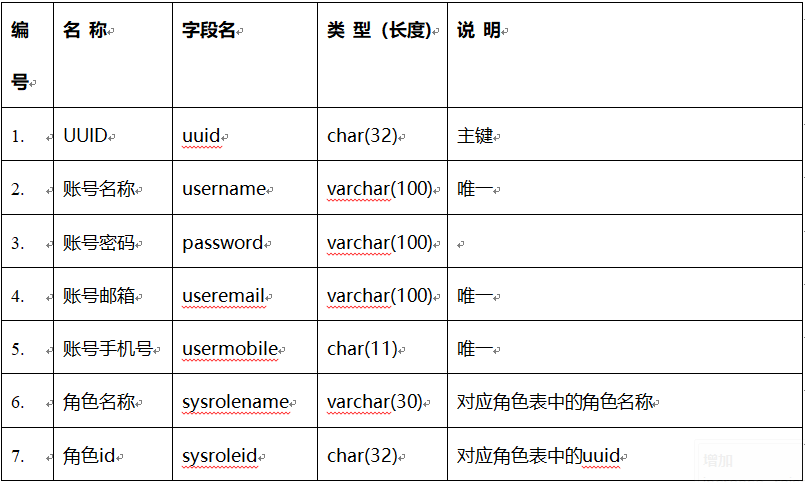 编 名 称 字段名 类 型（长度) 说 明
号
1. UUID uuid char(32) 主键
2. 账号名称 username varchar(100) 唯一
3. 账号密码 password varchar(100)
4. 账号邮箱 useremail varchar(100) 唯一
5. 账号手机号 usermobile char(11) 唯一
6. 角色名称 sysrolename varchar(30) 对应角色表中的角色名称
7. 角色id sysroleid char(32) 对应角色表中的uuid
增加